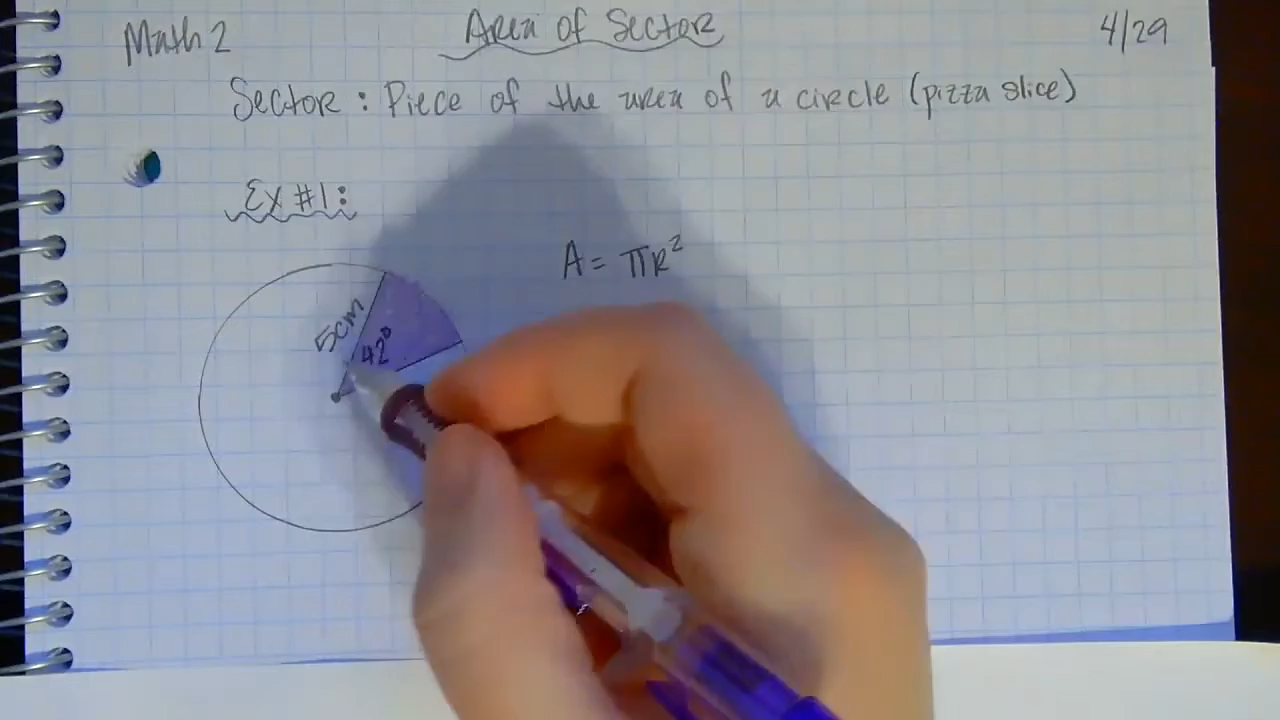 Math 2
Area of Sector
4/29
Sector : Piece of the area of a circle (pizza slice)
Ex #1:
A = πR²
5cm
42°